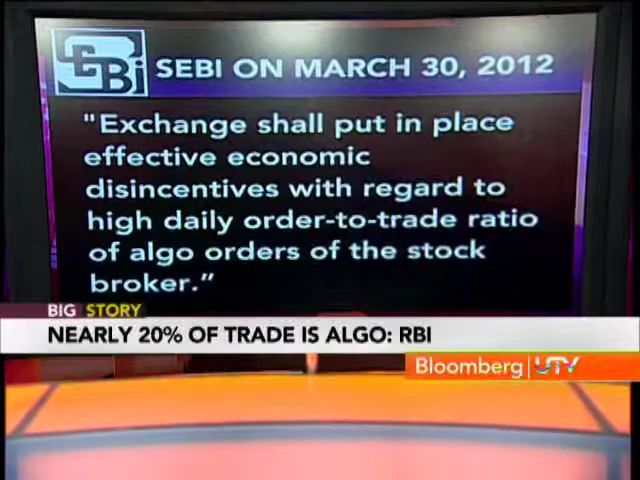 SEBi
SEBI ON MARCH 30, 2012
"Exchange shall put in place
effective economic
disincentives with regard to
high daily order-to-trade ratio
of algo orders of the stock
broker."
BIG STORY
NEARLY 20% OF TRADE IS ALGO: RBI
Bloomberg | UTV